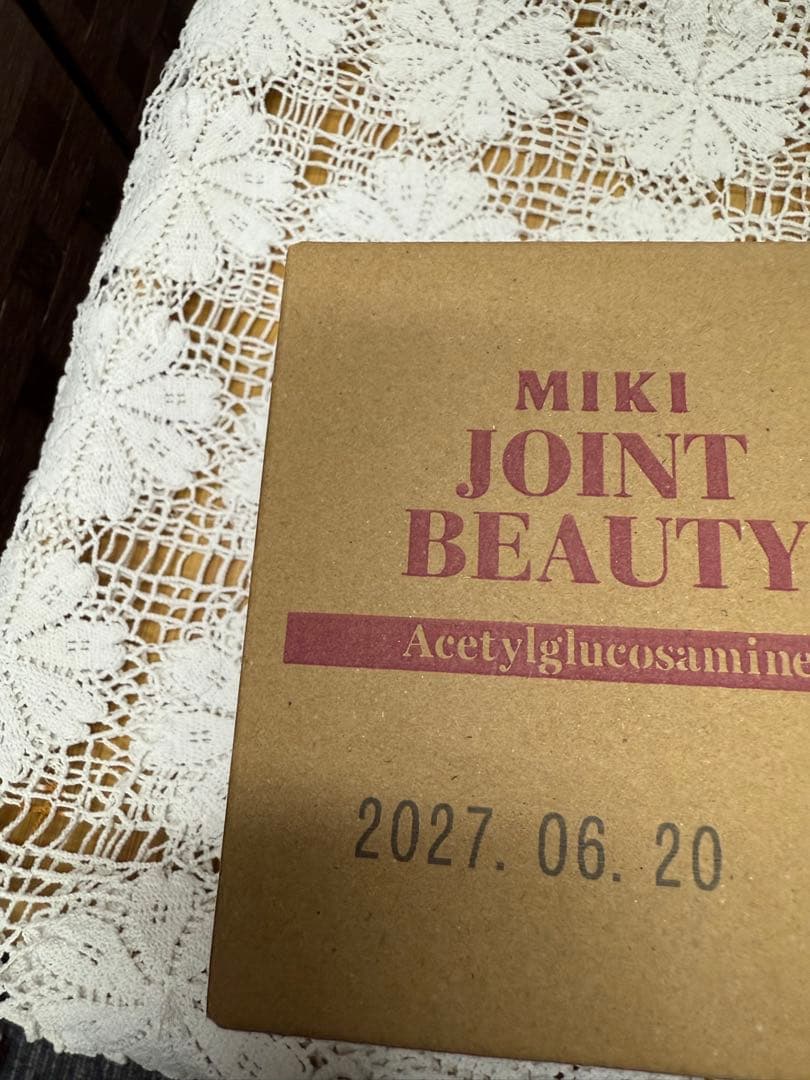 MIKI
JOINT
BEAUTY
Acetylglucosamine
2027. 06. 20